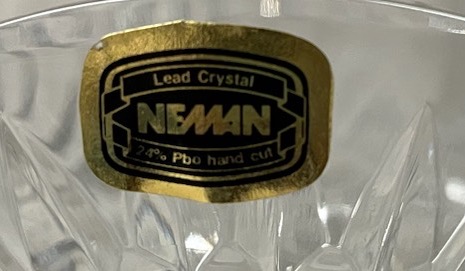 Lead Crystal
NEMAN
24% Pbo hand cut